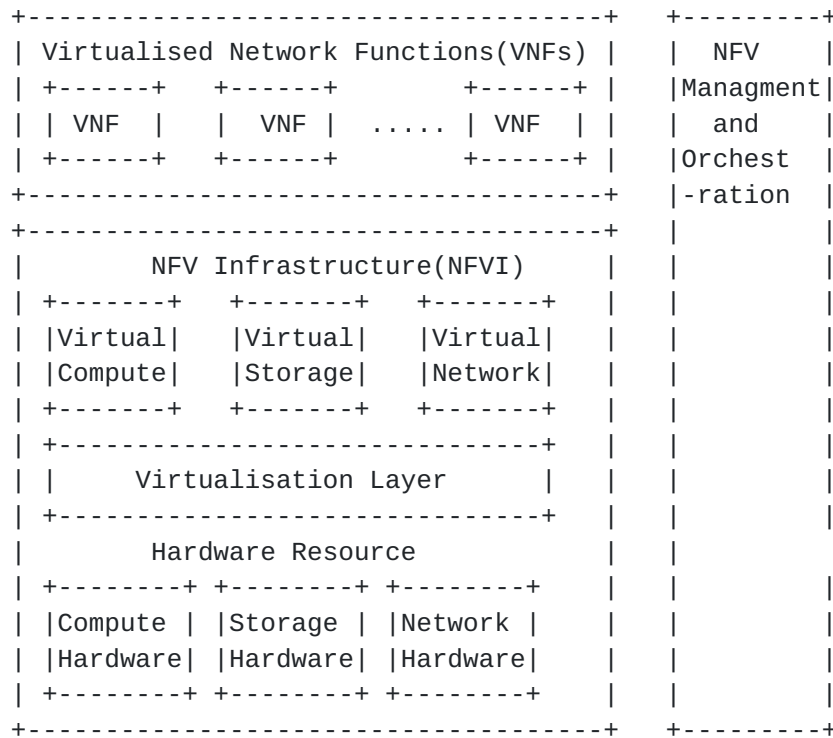 Virtualised Network Functions(VNFs)
VNF VNF ..... VNF
NFV
Managment
and
Orchest
-ration
NFV Infrastructure(NFVI)
Virtual Virtual Virtual
Compute Storage Network
Virtualisation Layer
Hardware Resource
Compute Storage Network
Hardware Hardware Hardware